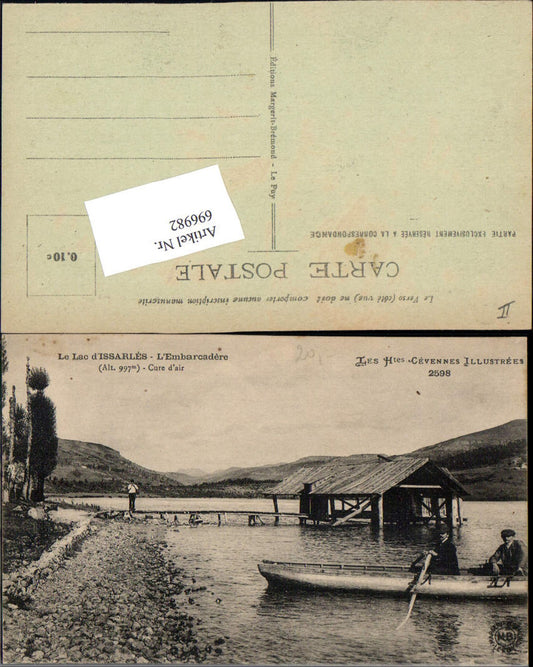 Le Verso (côté vue) ne doit comporter aucune inscription manuscrite
CARTE POSTALE
PARTIE EXCLUSIVEMENT RÉSERVÉE A LA CORRESPONDANCE
0.10c
Artikel Nr.
696982
Éditions Margerit-Brémond - Le Puy
II
Le Lac d'ISSARLÈS - L'Embarcadère
(Alt. 997m) - Cure d'air
20,-
LES Htes CÉVENNES ILLUSTRÉES
2598
MB